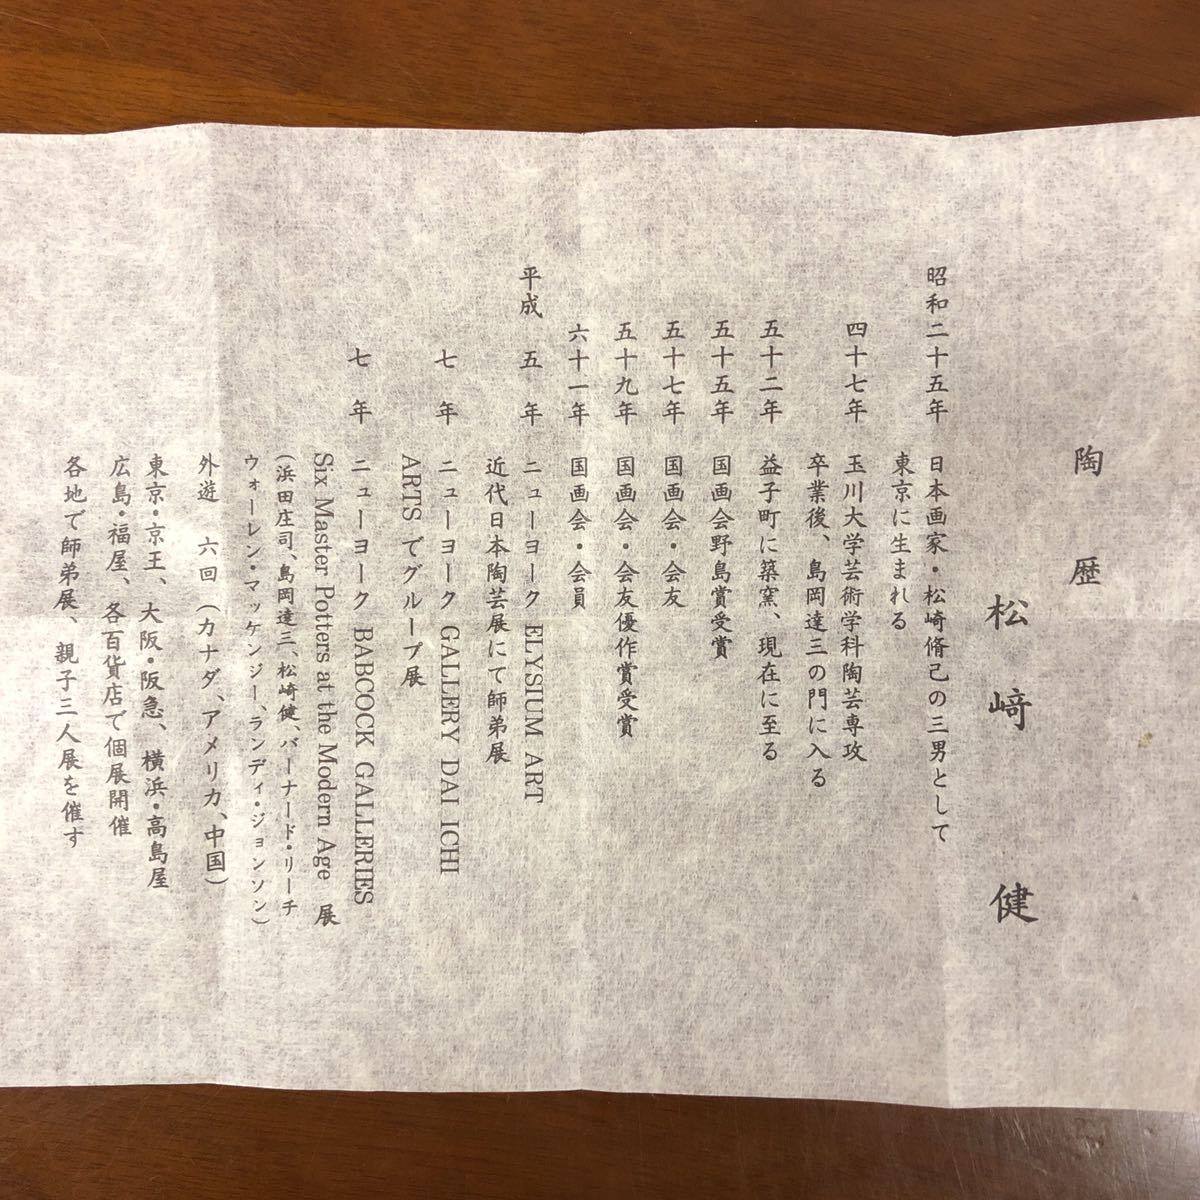 陶歴
松﨑健
昭和二十五年 日本画家・松崎脩己の三男として
東京に生まれる
四十七年 玉川大学芸術学科陶芸専攻
卒業後、島岡達三の門に入る
五十二年 益子町に築窯、現在に至る
五十五年 国画会野島賞受賞
五十七年 国画会・会友
五十九年 国画会・会友優作賞受賞
六十一年 国画会・会員
平成 五年 ニューヨーク ELYSIUM ART
近代日本陶芸展にて師弟展
七年 ニューヨーク GALLERY DAI ICHI
ARTS でグループ展
七年 ニューヨーク BABCOCK GALLERIES
Six Master Potters at the Modern Age 展
(浜田庄司、島岡達三、松崎健、バーナード・リーチ
ウォーレン・マッケンジー、ランディ・ジョンソン)
外遊 六回 (カナダ、アメリカ、中国)
東京・京王、大阪・阪急、横浜・高島屋
広島・福屋、各百貨店で個展開催
各地で師弟展、親子三人展を催す